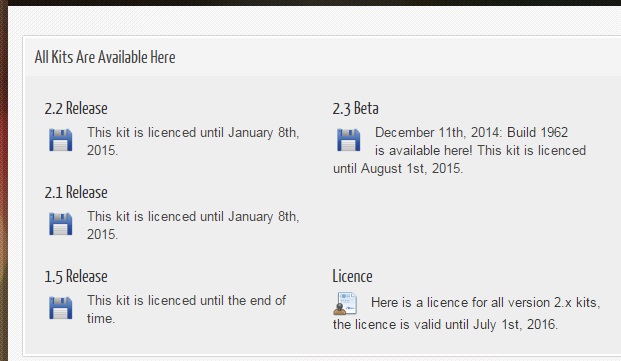 All Kits Are Available Here
2.2 Release
This kit is licenced until January 8th,
2015.
2.1 Release
This kit is licenced until January 8th,
2015.
1.5 Release
This kit is licenced until the end of
time.
2.3 Beta
December 11th, 2014: Build 1962
is available here! This kit is licenced
until August 1st, 2015.
Licence
Here is a licence for all version 2.x kits,
the licence is valid until July 1st, 2016.